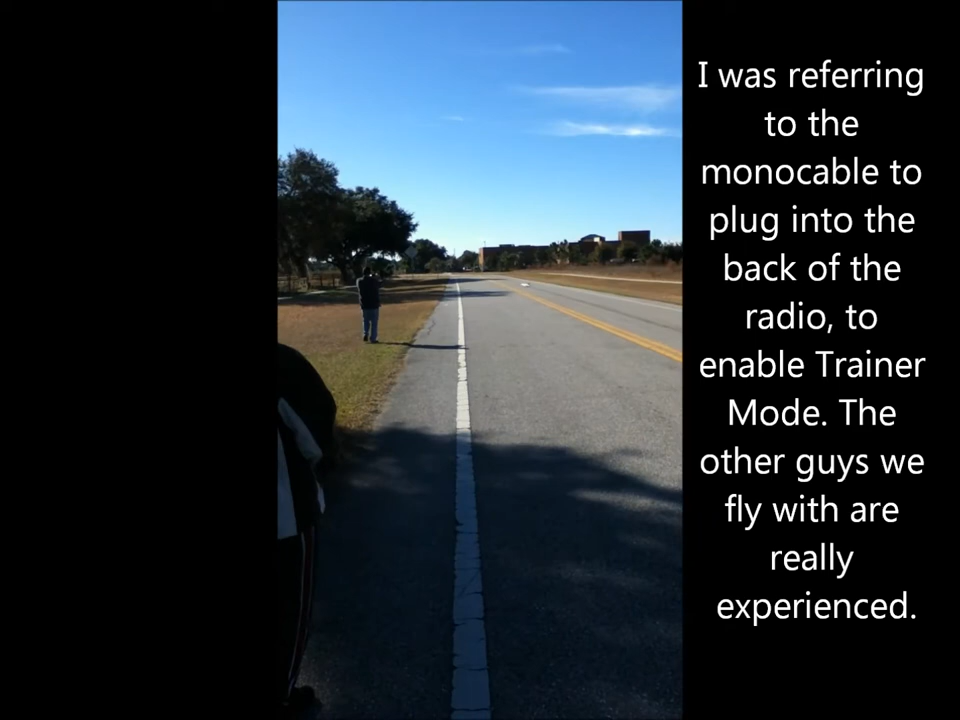 I was referring
to the
monocable to
plug into the
back of the
radio, to
enable Trainer
Mode. The
other guys we
fly with are
really
experienced.